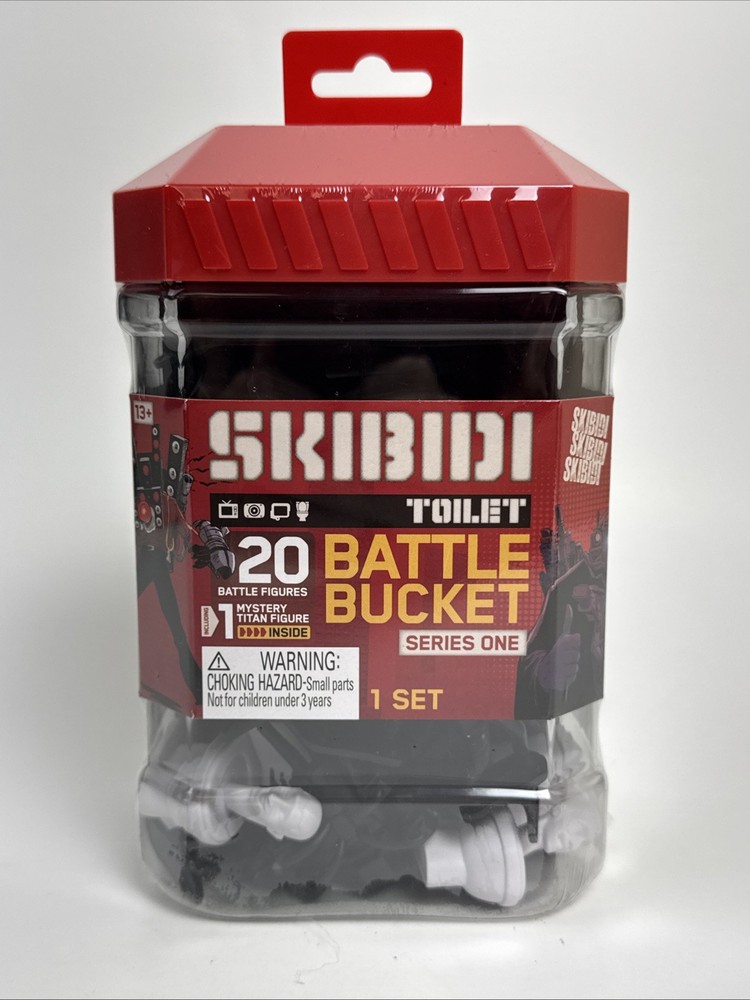 13+
SKIBIDI
SKIBIDI
SKIBIDI
SKIBIDI
TOILET
20
BATTLE FIGURES
BATTLE
BUCKET
INCLUDING
1 MYSTERY
TITAN FIGURE
INSIDE
SERIES ONE
WARNING:
CHOKING HAZARD-Small parts
Not for children under 3 years
1 SET